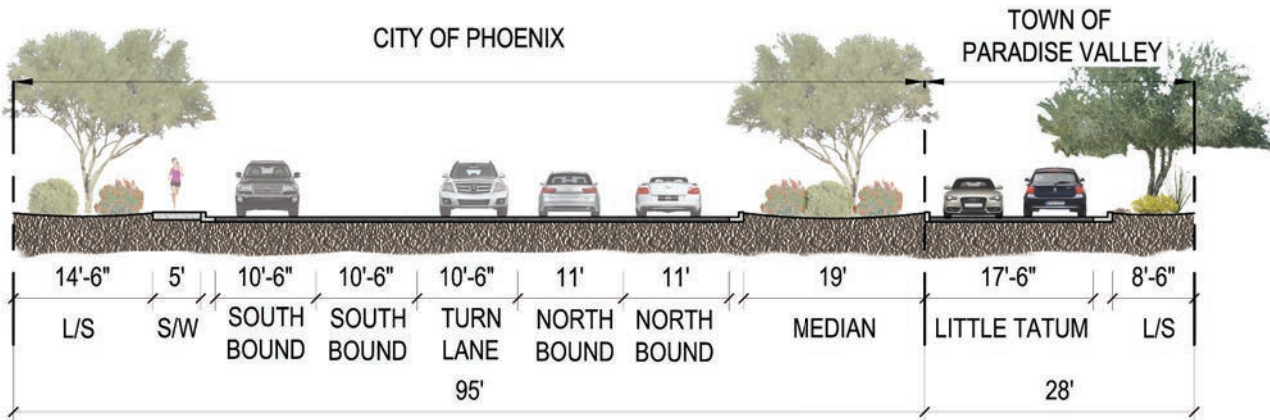 CITY OF PHOENIX
TOWN OF
PARADISE VALLEY
14'-6" 5' 10'-6" 10'-6" 10'-6" 11' 11' 19' 17'-6" 8'-6"
L/S S/W SOUTH BOUND SOUTH BOUND TURN LANE NORTH BOUND NORTH BOUND MEDIAN LITTLE TATUM L/S
95' 28'